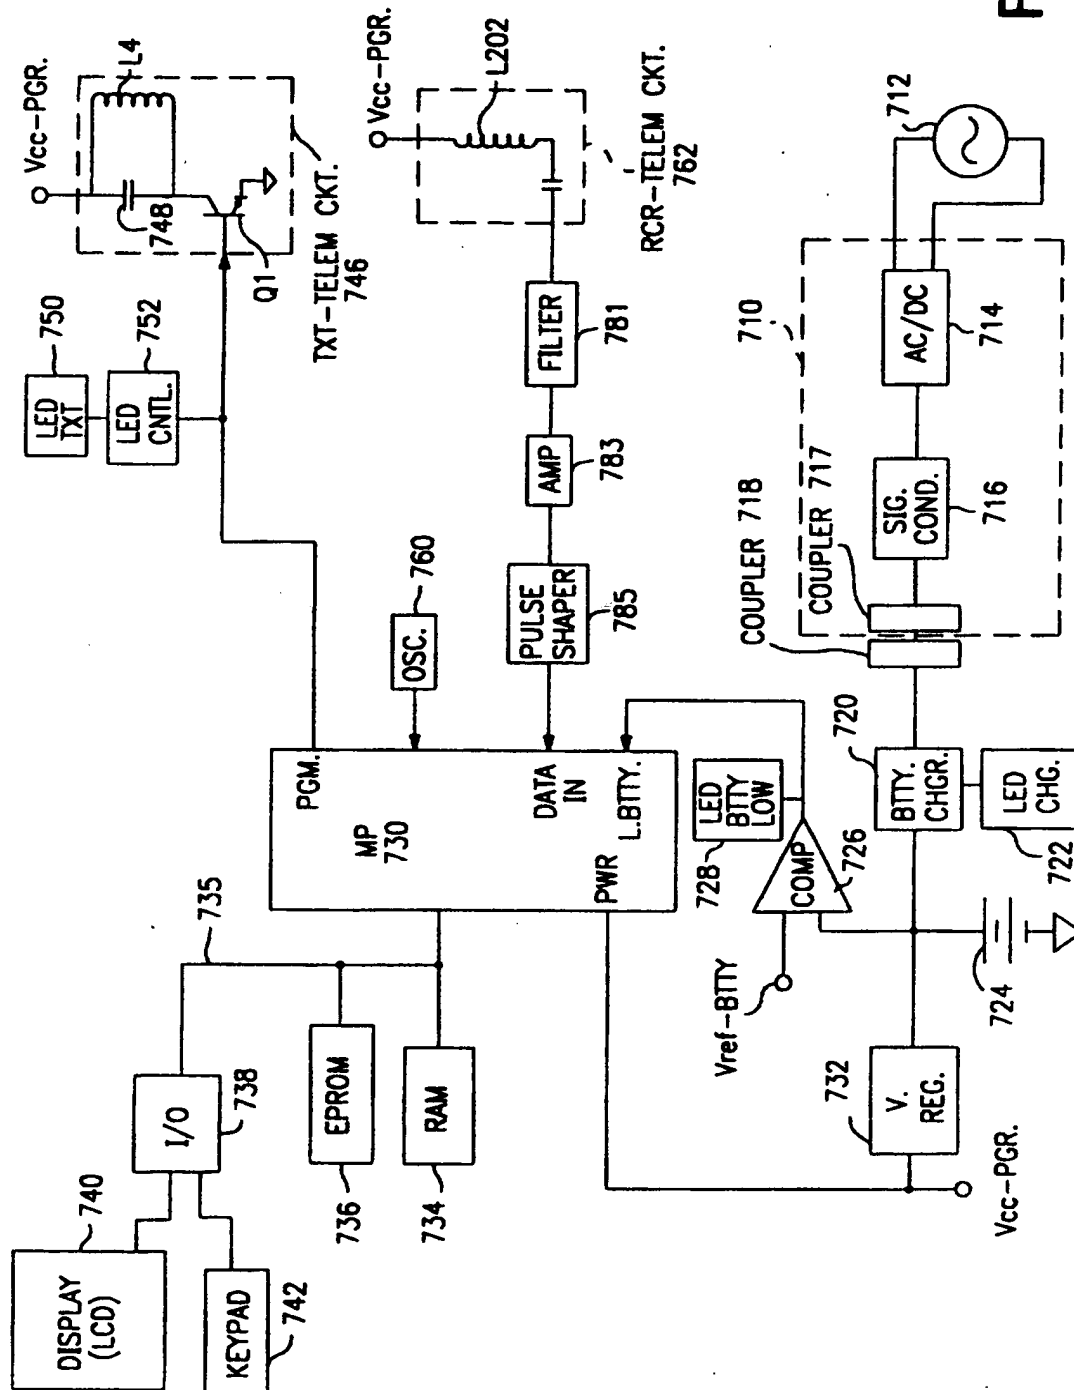 DISPLAY
(LCD)
740
KEYPAD
742
I/O
738
735
EPROM
736
RAM
734
MP
730
PGM.
DATA
IN
L.BTTY.
PWR
OSC.
760
LED
TXT
750
LED
CNTL.
752
Vcc-PGR.
L4
748
Q1
TXT-TELEM CKT.
746
Vcc-PGR.
L202
RCR-TELEM CKT.
762
FILTER
781
AMP
783
PULSE
SHAPER
785
LED
BTTY
LOW
728
COMP
726
Vref-BTTY
V.
REG.
732
Vcc-PGR.
724
BTTY.
CHGR.
720
LED
CHG.
722
COUPLER 718
COUPLER 717
SIG.
COND.
716
AC/DC
714
710
712
F